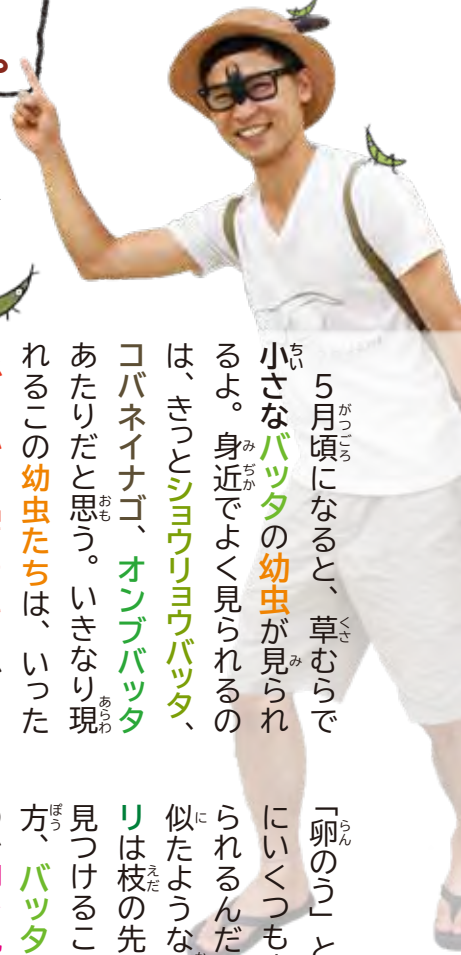 5月頃になると、草むらで
小さなバッタの幼虫が見られ
るよ。身近でよく見られるの
は、きっとショウリョウバッタ、
コバネイナゴ、オンブバッタ
あたりだと思う。いきなり現
れるこの幼虫たちは、いった
「卵のう」と
にいくつも
られるんだ
似たような
リは枝の先
見つけるこ
方、バッタ